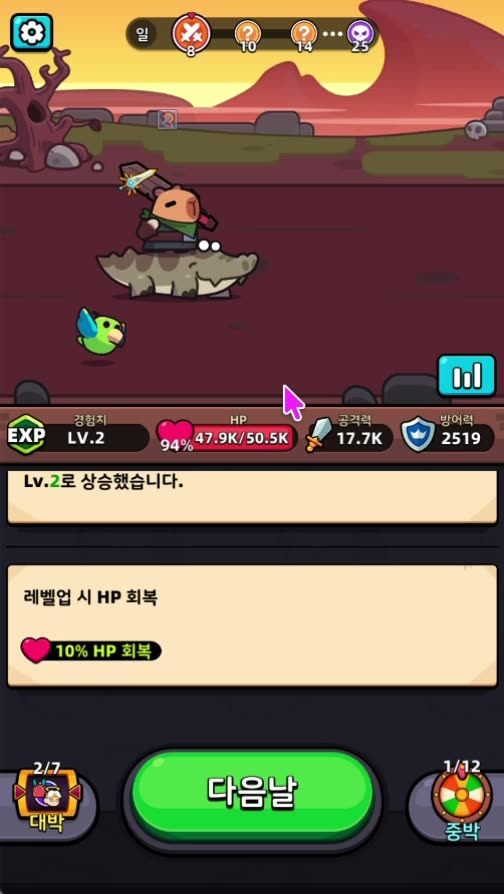 일
8
10
14
25
경험치
EXP
LV.2
HP
94%
47.9K/50.5K
공격력
17.7K
방어력
2519
Lv.2로 상승했습니다.
레벨업 시 HP 회복
10% HP 회복
2/7
대박
다음날
1/12
중박